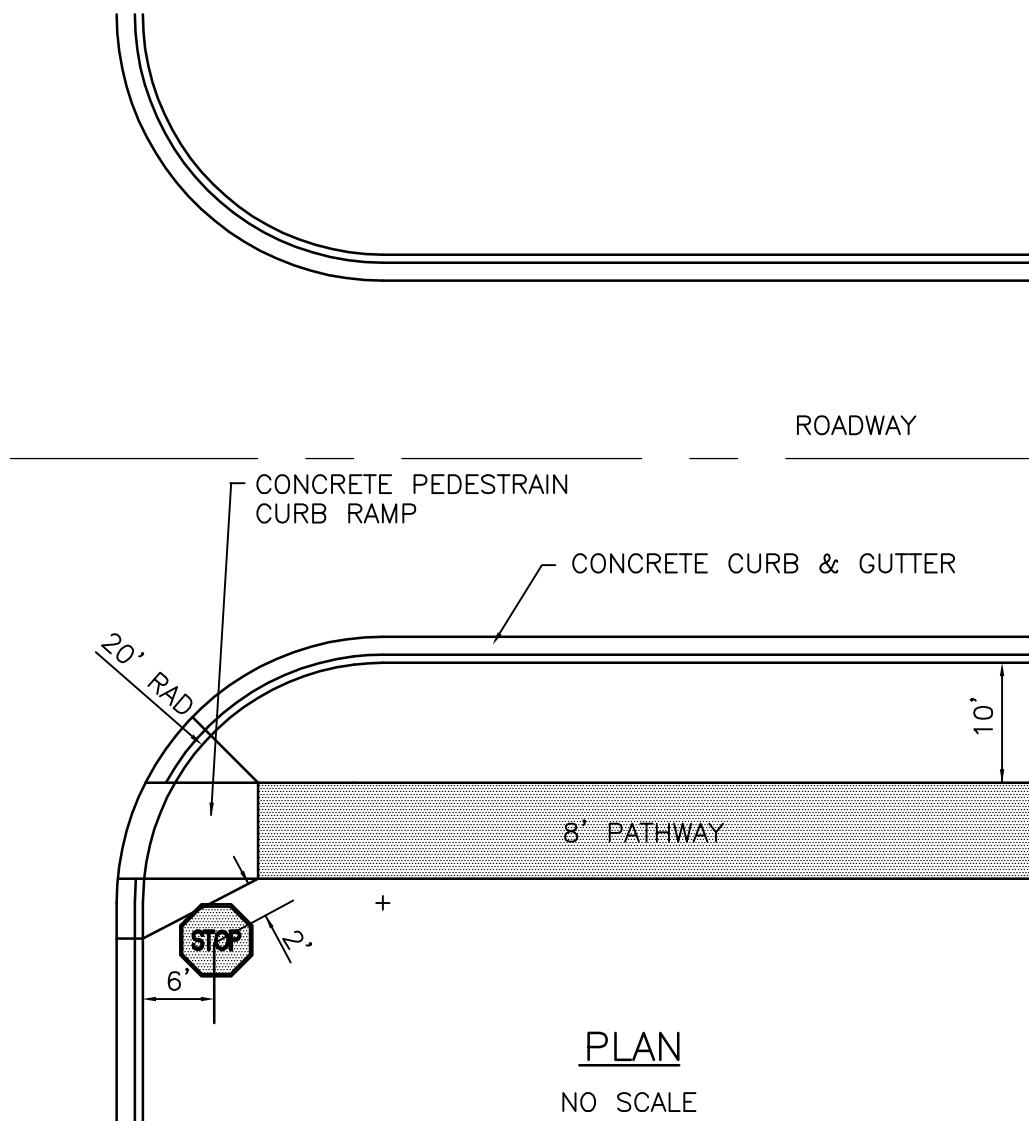 ROADWAY
CONCRETE PEDESTRAIN
CURB RAMP
CONCRETE CURB & GUTTER
20' RAD
10'
8' PATHWAY
STOP
2'
6'
PLAN
NO SCALE